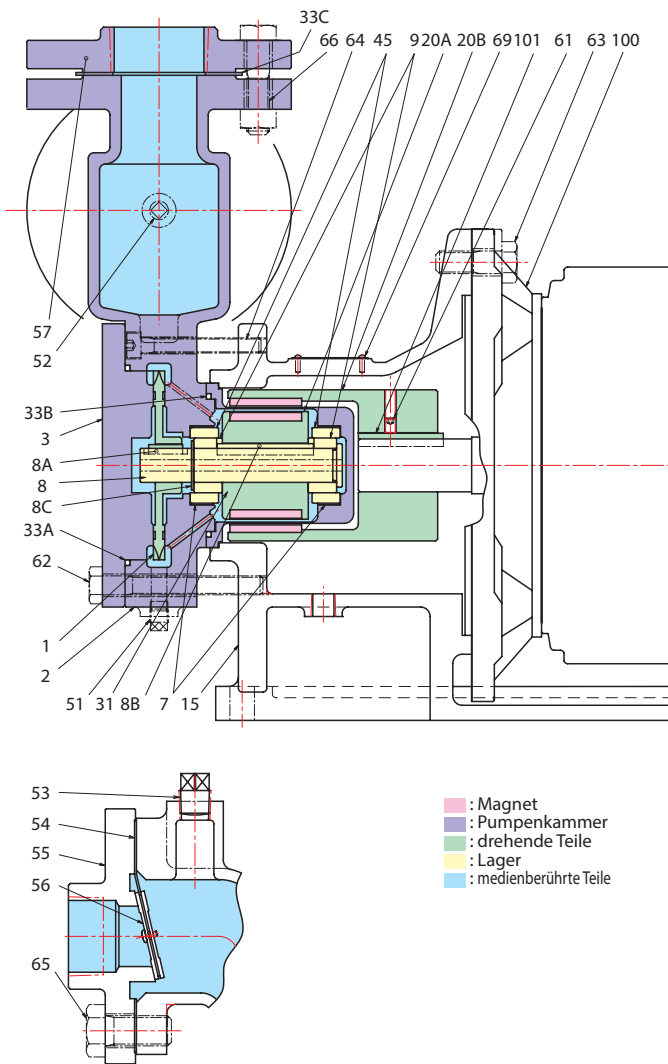 33C
66 64 45 9 20A 20B 69 101 61 63 100
57
52
33B
3
8A
8
8C
33A
62
1
2
51 31 8B 7 15
53
54
55
56
65
: Magnet
: Pumpenkammer
: drehende Teile
: Lager
: medienberührte Teile